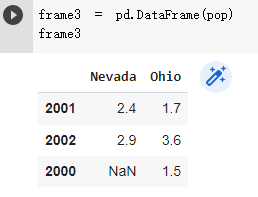 frame3 = pd.DataFrame(pop)
frame3
Nevada Ohio
2001 2.4 1.7
2002 2.9 3.6
2000 NaN 1.5